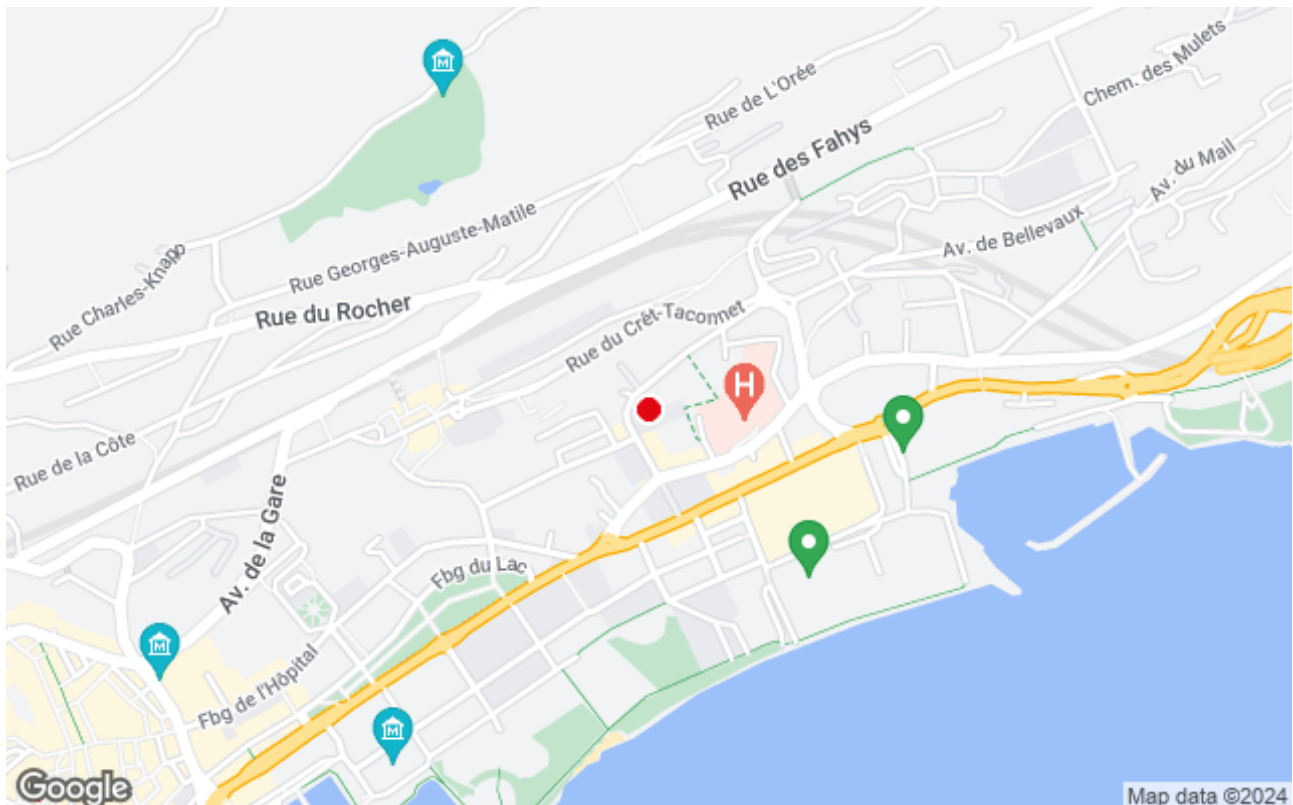 Chem. des Mulets
Rue de L'Orée
Rue des Fahys
Av. du Mail
Rue Georges-Auguste-Matile
Av. de Bellevaux
Rue Charles-Knapp
Rue du Rocher
Rue du Crêt-Taconnet
H
Rue de la Côte
Av. de la Gare
Fbg du Lac
M
M
M
Fbg de l'Hôpital
Google
Map data ©2024